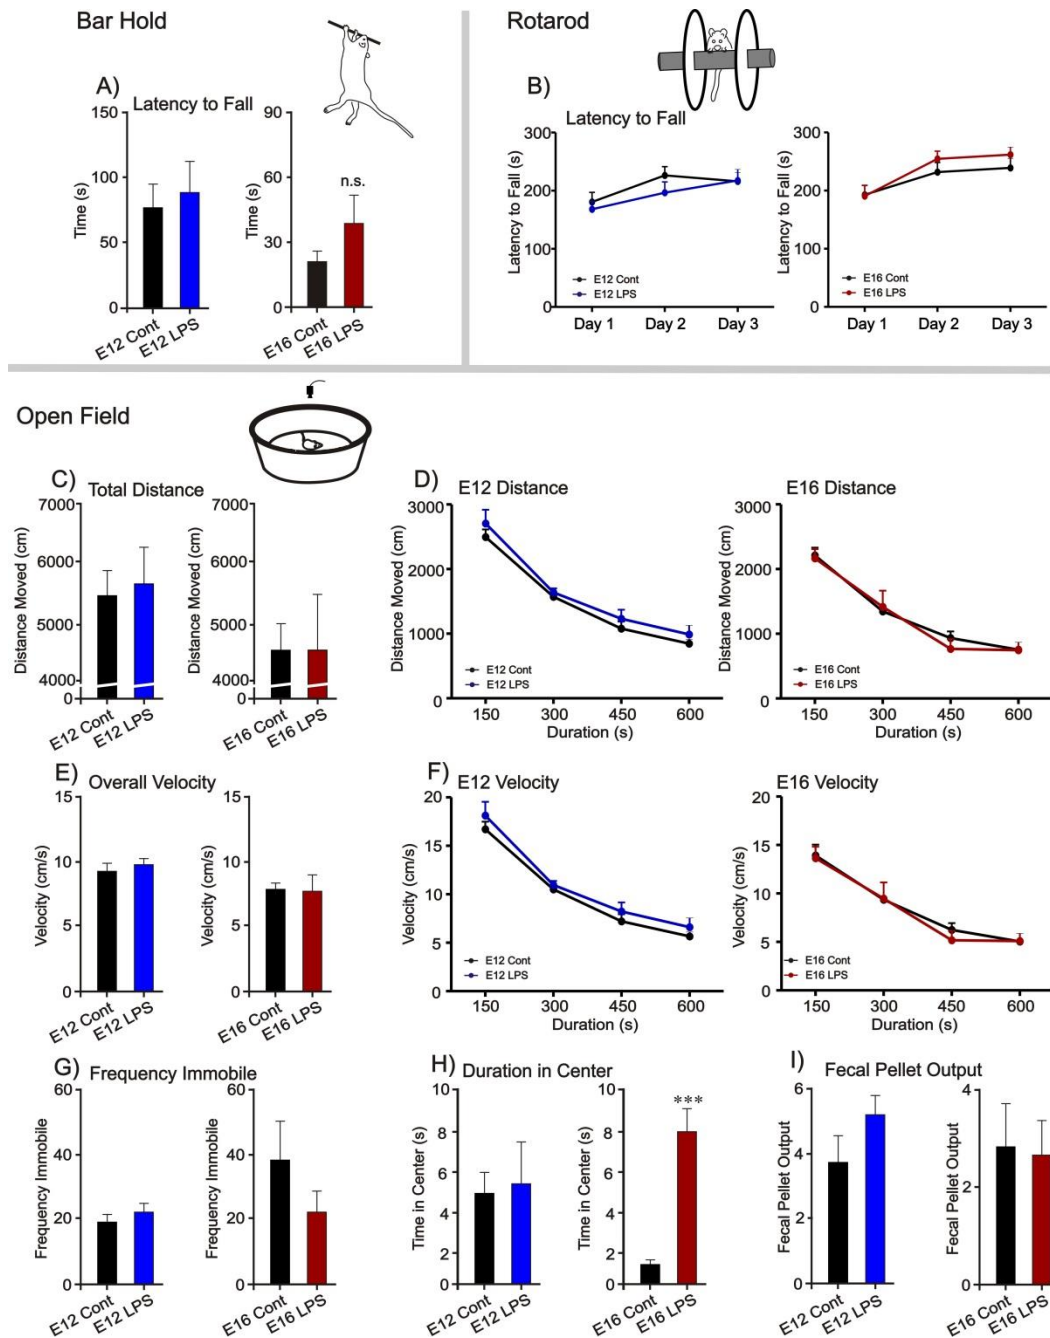 Bar Hold
Rotarod
A)
Latency to Fall
150
100
50
0
Time (s)
E12 Cont
E12 LPS
90
60
30
0
Time (s)
n.s.
E16 Cont
E16 LPS
B)
Latency to Fall
300
200
100
0
Latency to Fall (s)
E12 Cont
E12 LPS
Day 1 Day 2 Day 3
300
200
100
0
Latency to Fall (s)
E16 Cont
E16 LPS
Day 1 Day 2 Day 3
Open Field
C)
Total Distance
7000
6000
5000
4000
0
Distance Moved (cm)
E12 Cont
E12 LPS
7000
6000
5000
4000
0
Distance Moved (cm)
E16 Cont
E16 LPS
D)
E12 Distance
3000
2000
1000
0
Distance Moved (cm)
E12 Cont
E12 LPS
150 300 450 600
Duration (s)
E16 Distance
3000
2000
1000
0
Distance Moved (cm)
E16 Cont
E16 LPS
150 300 450 600
Duration (s)
E)
Overall Velocity
15
10
5
0
Velocity (cm/s)
E12 Cont
E12 LPS
15
10
5
0
Velocity (cm/s)
E16 Cont
E16 LPS
F)
E12 Velocity
20
15
10
5
0
Velocity (cm/s)
E12 Cont
E12 LPS
150 300 450 600
Duration (s)
E16 Velocity
20
15
10
5
0
Velocity (cm/s)
E16 Cont
E16 LPS
150 300 450 600
Duration (s)
G)
Frequency Immobile
60
40
20
0
Frequency Immobile
E12 Cont
E12 LPS
60
40
20
0
Frequency Immobile
E16 Cont
E16 LPS
H)
Duration in Center
10
8
6
4
2
0
Time in Center (s)
E12 Cont
E12 LPS
10
8
6
4
2
0
Time in Center (s)
***
E16 Cont
E16 LPS
I)
Fecal Pellet Output
6
4
2
0
Fecal Pellet Output
E12 Cont
E12 LPS
4
2
0
Fecal Pellet Output
E16 Cont
E16 LPS